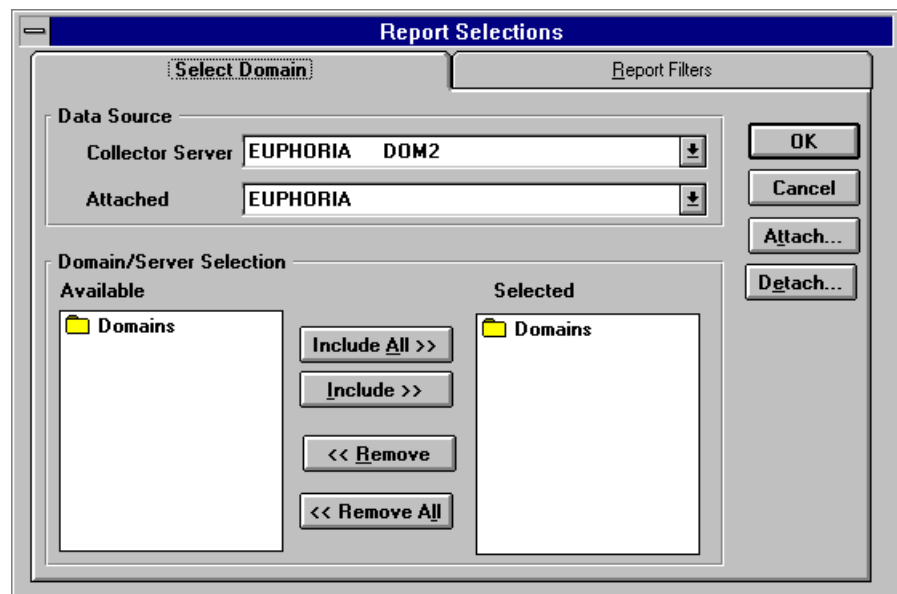 Report Selections
Select Domain
Report Filters
Data Source
Collector Server
EUPHORIA DOM2
Attached
EUPHORIA
OK
Cancel
Attach...
Detach...
Domain/Server Selection
Available
Selected
Domains
Include All >>
Include >>
<< Remove
<< Remove All
Domains